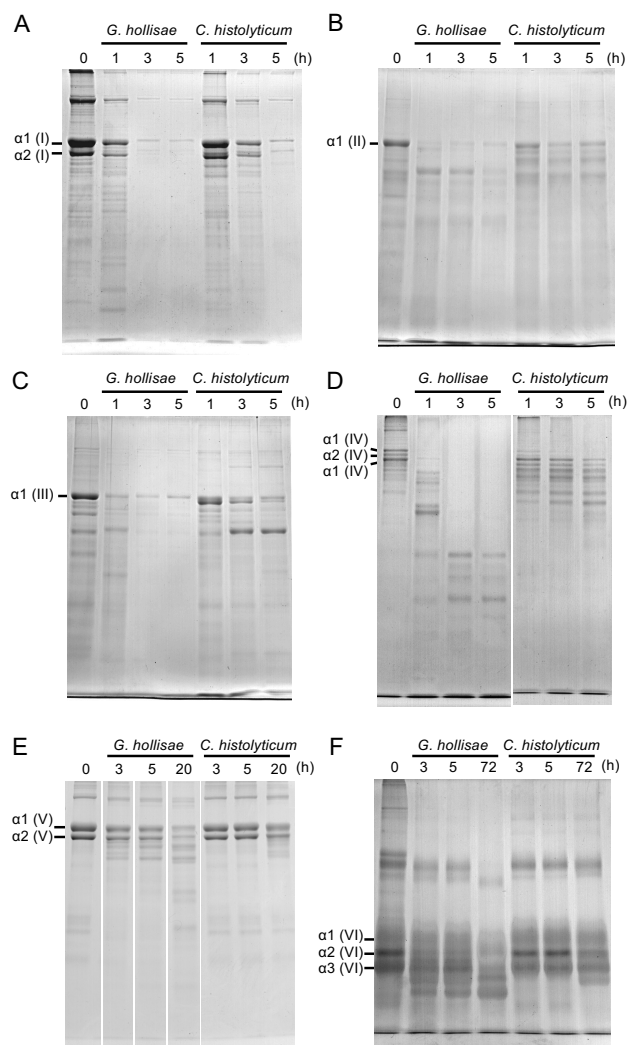 A
G. hollisae C. histolyticum
0 1 3 5 1 3 5 (h)
α1 (I)
α2 (I)
B
G. hollisae C. histolyticum
0 1 3 5 1 3 5 (h)
α1 (II)
C
G. hollisae C. histolyticum
0 1 3 5 1 3 5 (h)
α1 (III)
D
G. hollisae C. histolyticum
0 1 3 5 1 3 5 (h)
α1 (IV)
α2 (IV)
α1 (IV)
E
G. hollisae C. histolyticum
0 3 5 20 3 5 20 (h)
α1 (V)
α2 (V)
F
G. hollisae C. histolyticum
0 3 5 72 3 5 72 (h)
α1 (VI)
α2 (VI)
α3 (VI)